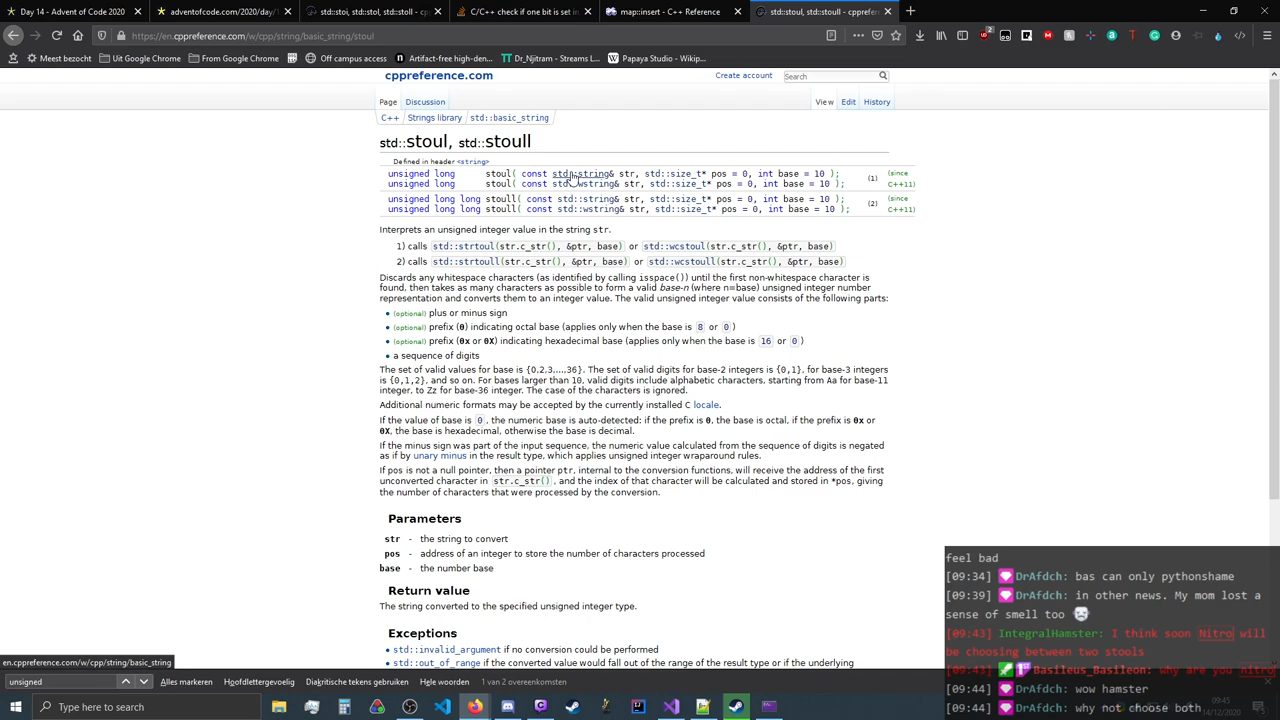 Day 14 - Advent of Code 2020
adventofcode.com/2020/day/
std::stoi, std::stol, std::stoll - cpp
C/C++ check if one bit is set in
map::insert - C++ Reference
std::stoul, std::stoull - cpprefere
https://en.cppreference.com/w/cpp/string/basic_string/stoul
Meest bezocht
Uit Google Chrome
From Google Chrome
Off campus access
Artifact-free high-den...
Dr_Njitram - Streams L...
Papaya Studio - Wikip...
cppreference.com
Create account
Search
Page
Discussion
View
Edit
History
C++
Strings library
std::basic_string
std::stoul, std::stoull
Defined in header <string>
unsigned long stoul( const std::string& str, std::size_t* pos = 0, int base = 10 );
unsigned long stoul( const std::wstring& str, std::size_t* pos = 0, int base = 10 );
(1)
(since C++11)
unsigned long long stoull( const std::string& str, std::size_t* pos = 0, int base = 10 );
unsigned long long stoull( const std::wstring& str, std::size_t* pos = 0, int base = 10 );
(2)
(since C++11)
Interprets an unsigned integer value in the string str.
1) calls std::strtoul(str.c_str(), &ptr, base) or std::wcstoul(str.c_str(), &ptr, base)
2) calls std::strtoull(str.c_str(), &ptr, base) or std::wcstoull(str.c_str(), &ptr, base)
Discards any whitespace characters (as identified by calling isspace()) until the first non-whitespace character is
found, then takes as many characters as possible to form a valid base-n (where n=base) unsigned integer number
representation and converts them to an integer value. The valid unsigned integer value consists of the following parts:
(optional) plus or minus sign
(optional) prefix (0) indicating octal base (applies only when the base is 8 or 0)
(optional) prefix (0x or 0X) indicating hexadecimal base (applies only when the base is 16 or 0)
a sequence of digits
The set of valid values for base is {0,2,3,...,36}. The set of valid digits for base-2 integers is {0,1}, for base-3 integers
is {0,1,2}, and so on. For bases larger than 10, valid digits include alphabetic characters, starting from Aa for base-11
integer, to Zz for base-36 integer. The case of the characters is ignored.
Additional numeric formats may be accepted by the currently installed C locale.
If the value of base is 0, the numeric base is auto-detected: if the prefix is 0, the base is octal, if the prefix is 0x or
0X, the base is hexadecimal, otherwise the base is decimal.
If the minus sign was part of the input sequence, the numeric value calculated from the sequence of digits is negated
as if by unary minus in the result type, which applies unsigned integer wraparound rules.
If pos is not a null pointer, then a pointer ptr, internal to the conversion functions, will receive the address of the first
unconverted character in str.c_str(), and the index of that character will be calculated and stored in *pos, giving
the number of characters that were processed by the conversion.
Parameters
str - the string to convert
pos - address of an integer to store the number of characters processed
base - the number base
Return value
The string converted to the specified unsigned integer type.
Exceptions
std::invalid_argument if no conversion could be performed
std::out_of_range if the converted value would fall out of the range of the result type or if the underlying
en.cppreference.com/w/cpp/string/basic_string
unsigned
Alles markeren
Hoofdlettergevoelig
Diakritische tekens gebruiken
Hele woorden
1 van 2 overeenkomsten
feel bad
[09:34] DrAfdch: bas can only pythonshame
[09:39] DrAfdch: in other news. My mom lost a
sense of smell too
[09:43] IntegralHamster: I think soon Nitro will
be choosing between two stools
[09:43] Basileus_Basileon: why are you nitro
[09:44] DrAfdch: wow hamster
[09:44] DrAfdch: why not choose both
Type here to search
09:45
14/12/2020